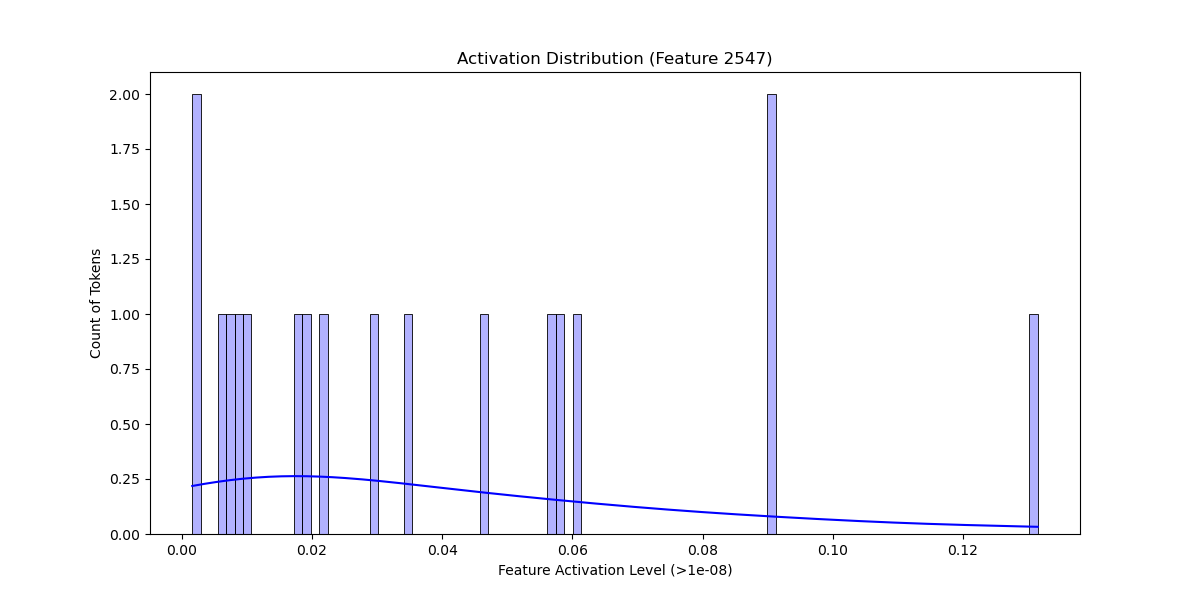 Activation Distribution (Feature 2547)
Count of Tokens
2.00
1.75
1.50
1.25
1.00
0.75
0.50
0.25
0.00
0.00 0.02 0.04 0.06 0.08 0.10 0.12
Feature Activation Level (>1e-08)